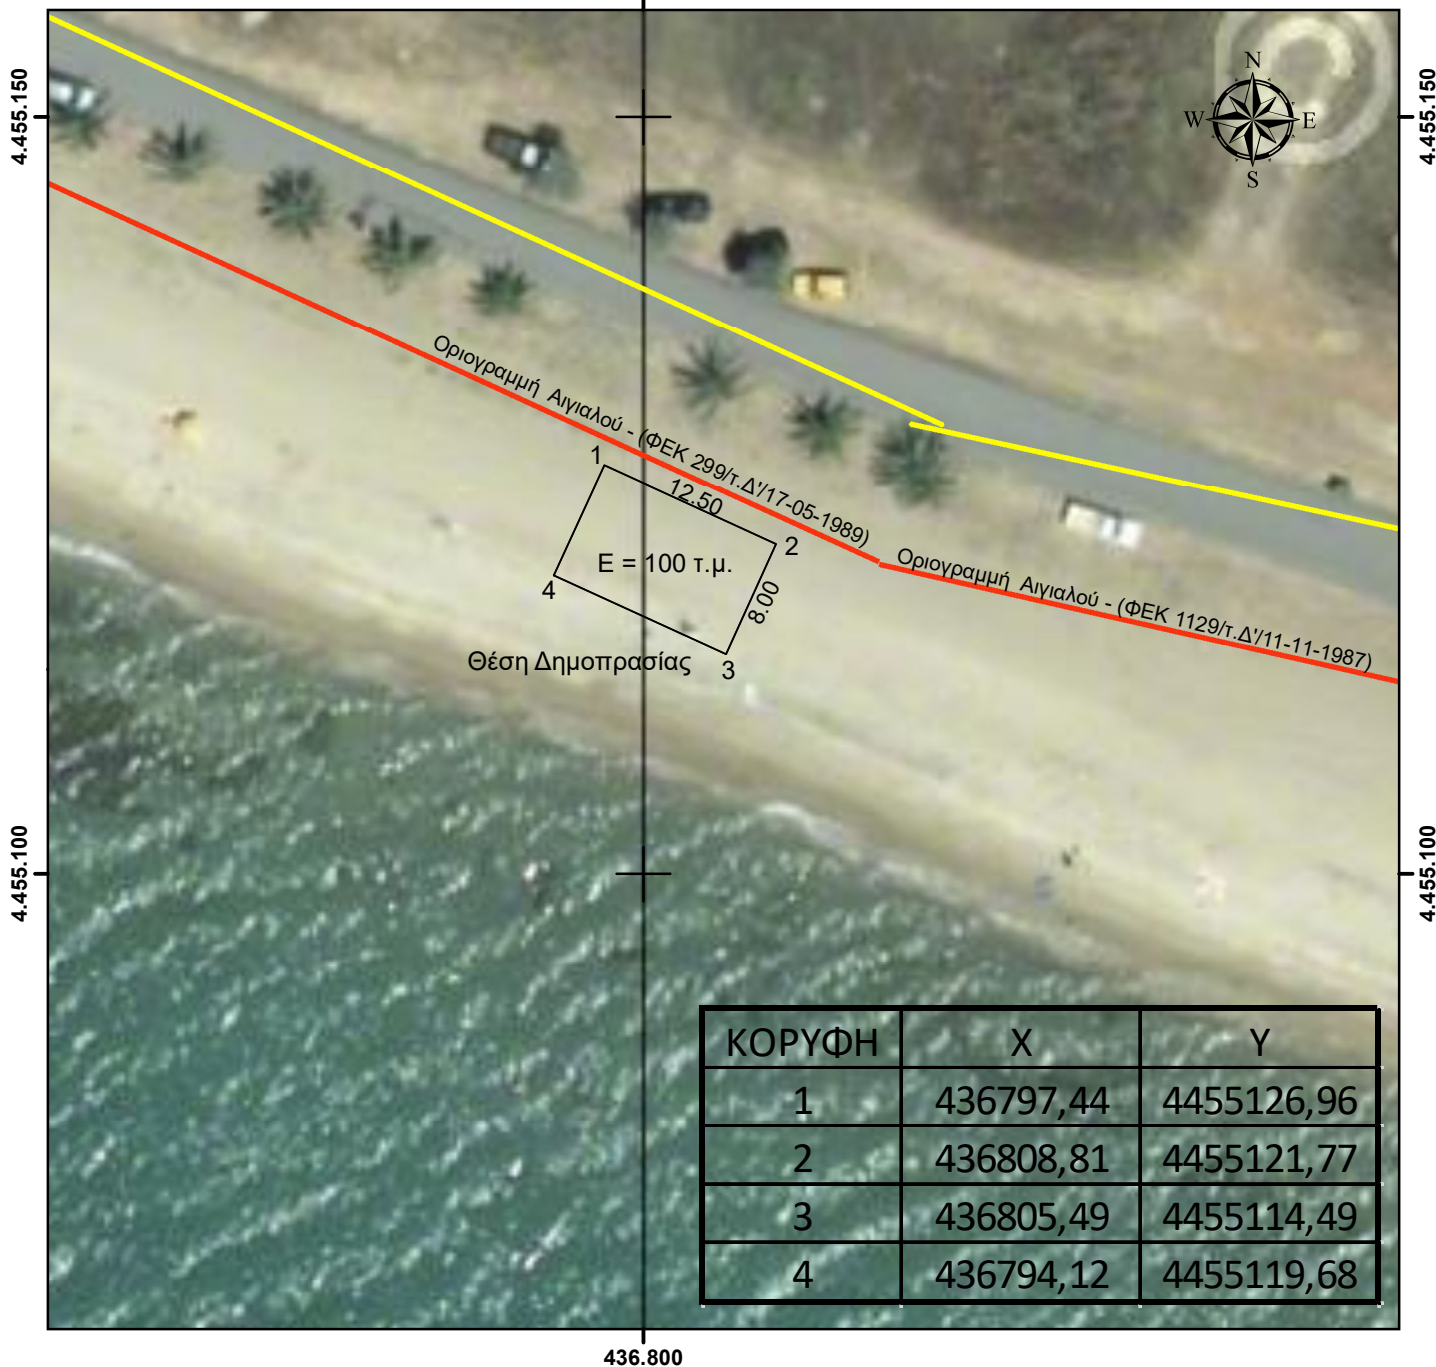 4.455.150
4.455.150
N
W E
S
Οριογραμμή Αιγιαλού - (ΦΕΚ 299/τ.Δ'/17-05-1989)
1
12.50
2
Ε = 100 τ.μ.
4
8.00
Οριογραμμή Αιγιαλού - (ΦΕΚ 1129/τ.Δ'/11-11-1987)
Θέση Δημοπρασίας
3
4.455.100
4.455.100
ΚΟΡΥΦΗ Χ Υ
1 436797,44 4455126,96
2 436808,81 4455121,77
3 436805,49 4455114,49
4 436794,12 4455119,68
436.800